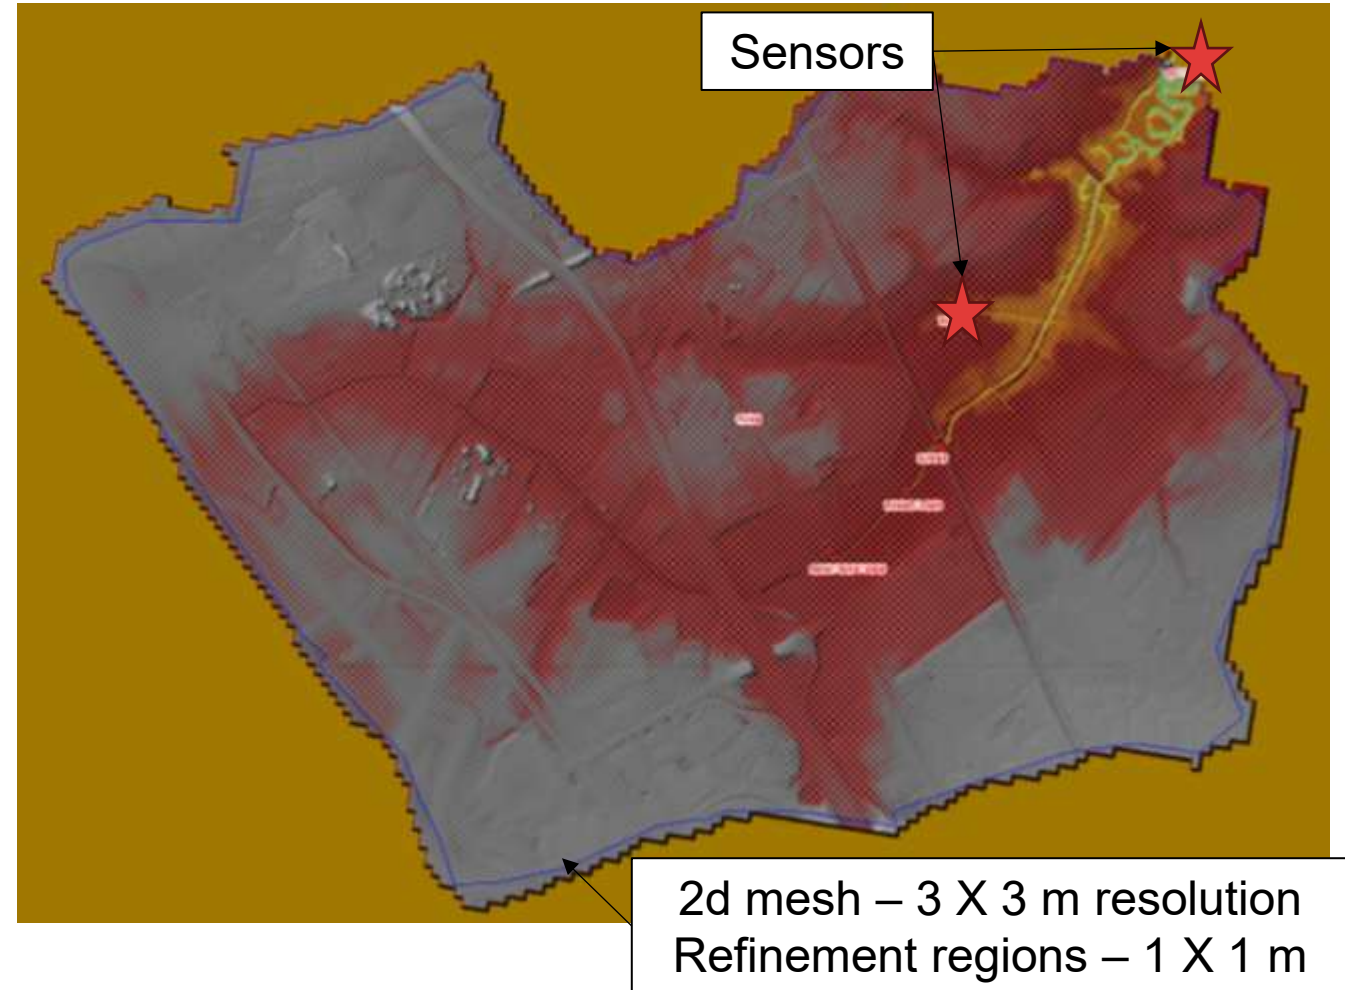 Sensors
2d mesh – 3 X 3 m resolution
Refinement regions – 1 X 1 m